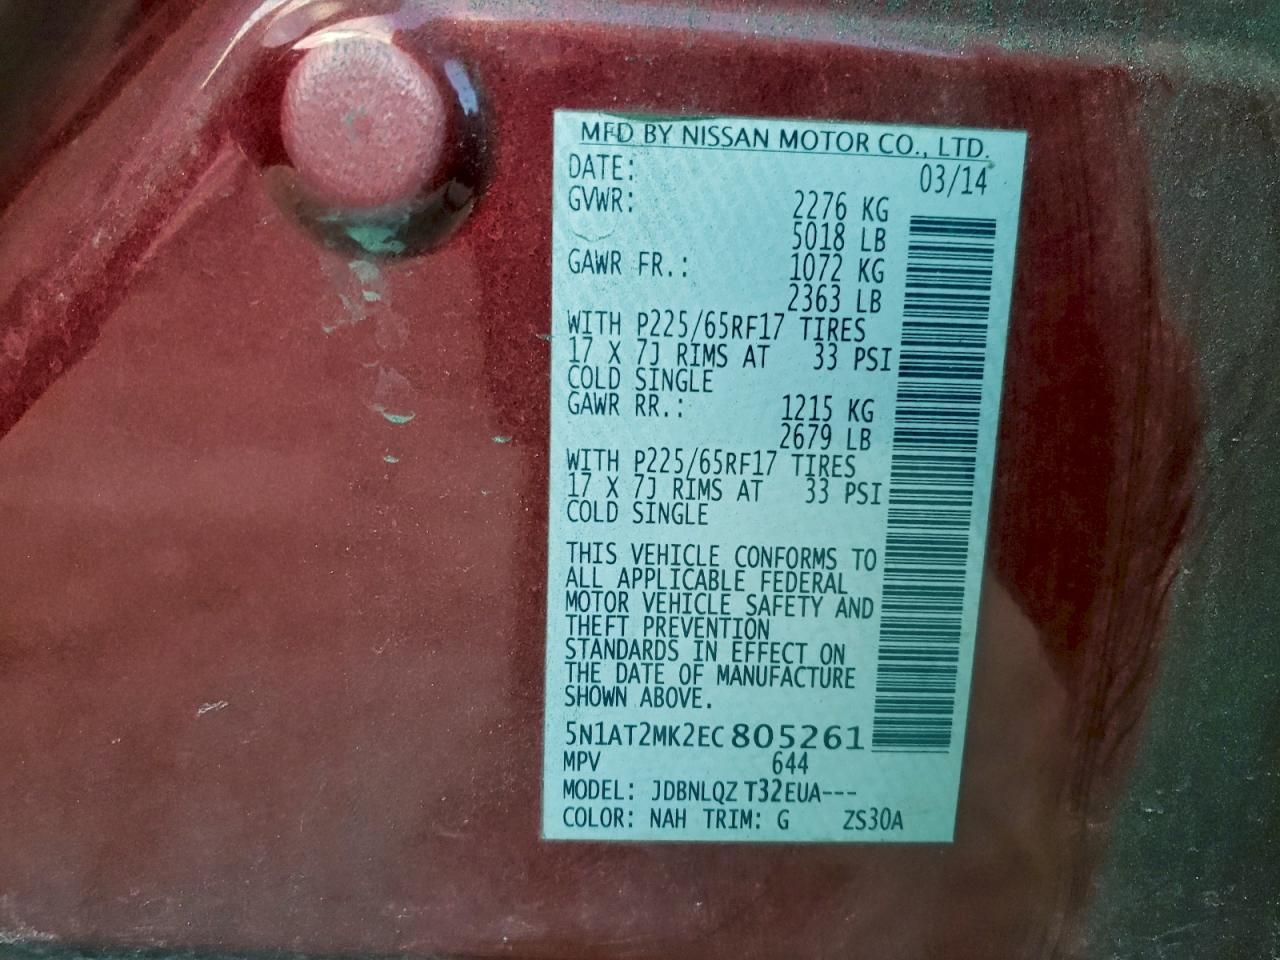 MFD BY NISSAN MOTOR CO., LTD.
DATE: 03/14
GVWR: 2276 KG
5018 LB
GAWR FR.: 1072 KG
2363 LB
WITH P225/65RF17 TIRES
17 X 7J RIMS AT 33 PSI
COLD SINGLE
GAWR RR.: 1215 KG
2679 LB
WITH P225/65RF17 TIRES
17 X 7J RIMS AT 33 PSI
COLD SINGLE
THIS VEHICLE CONFORMS TO
ALL APPLICABLE FEDERAL
MOTOR VEHICLE SAFETY AND
THEFT PREVENTION
STANDARDS IN EFFECT ON
THE DATE OF MANUFACTURE
SHOWN ABOVE.
5N1AT2MK2EC805261
MPV 644
MODEL: JDBNLQZ T32EUA---
COLOR: NAH TRIM: G ZS30A